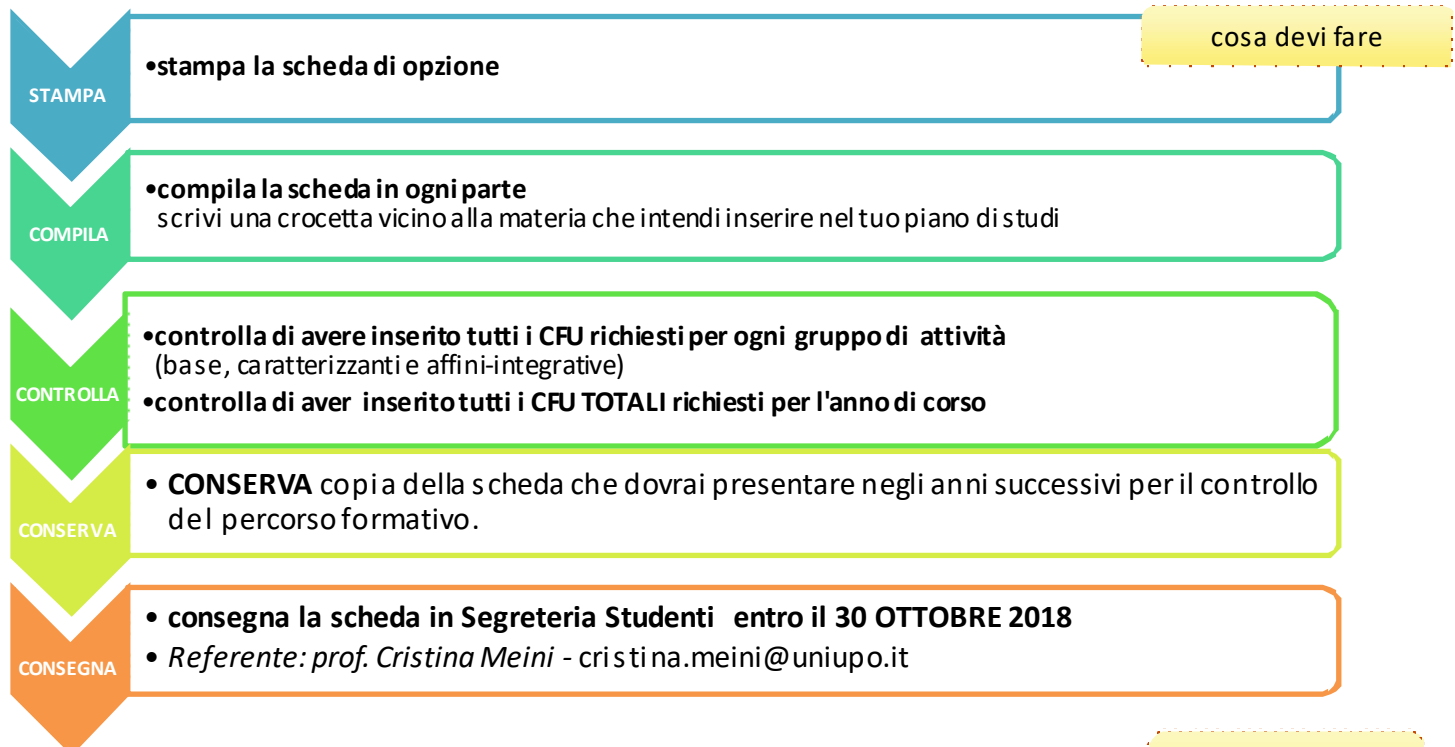 cosa devi fare
STAMPA
•stampa la scheda di opzione
COMPILA
•compila la scheda in ogni parte
scrivi una crocetta vicino alla materia che intendi inserire nel tuo piano di studi
CONTROLLA
•controlla di avere inserito tutti i CFU richiesti per ogni gruppo di attività
(base, caratterizzanti e affini-integrative)
•controlla di aver inserito tutti i CFU TOTALI richiesti per l'anno di corso
CONSERVA
• CONSERVA copia della scheda che dovrai presentare negli anni successivi per il controllo
del percorso formativo.
CONSEGNA
• consegna la scheda in Segreteria Studenti entro il 30 OTTOBRE 2018
• Referente: prof. Cristina Meini - cristina.meini@uniupo.it